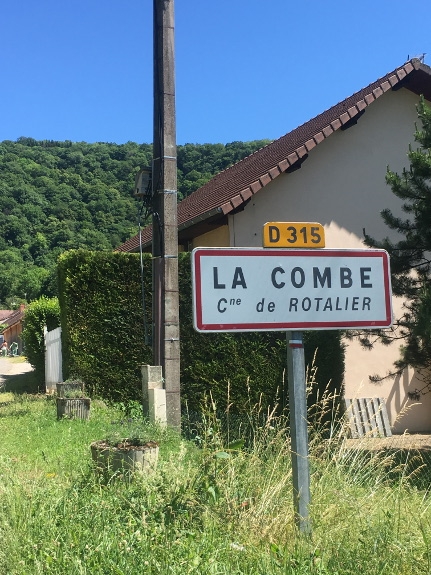 D 315
LA COMBE
Cne de ROTALIER